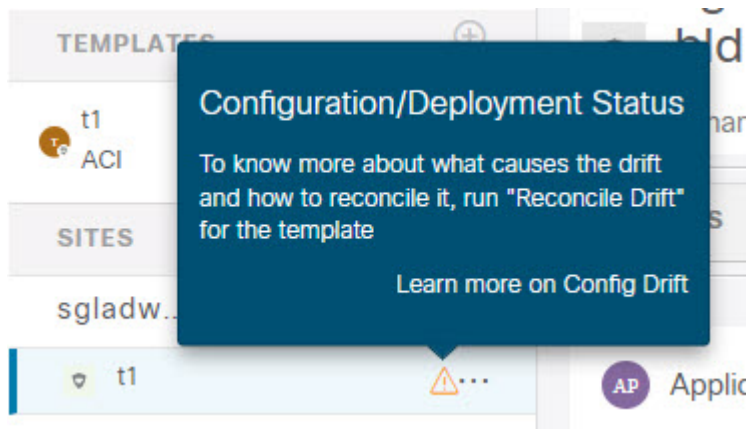 TEMPLATES
Configuration/Deployment Status
t1
ACI
To know more about what causes the drift
and how to reconcile it, run "Reconcile Drift"
for the template
Learn more on Config Drift
SITES
sgladw...
t1
AP